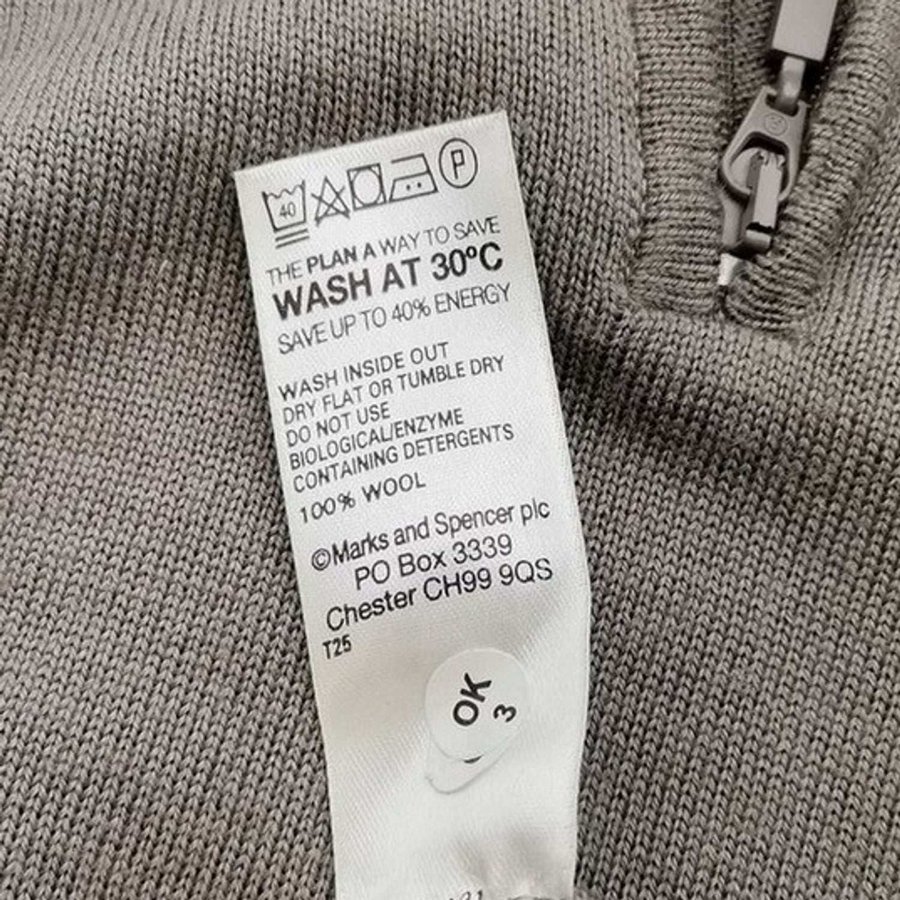 40
P
THE PLAN A WAY TO SAVE
WASH AT 30°C
SAVE UP TO 40% ENERGY
WASH INSIDE OUT
DRY FLAT OR TUMBLE DRY
DO NOT USE
BIOLOGICAL/ENZYME
CONTAINING DETERGENTS
100% WOOL
©Marks and Spencer plc
PO Box 3339
Chester CH99 9QS
T25
OK
3